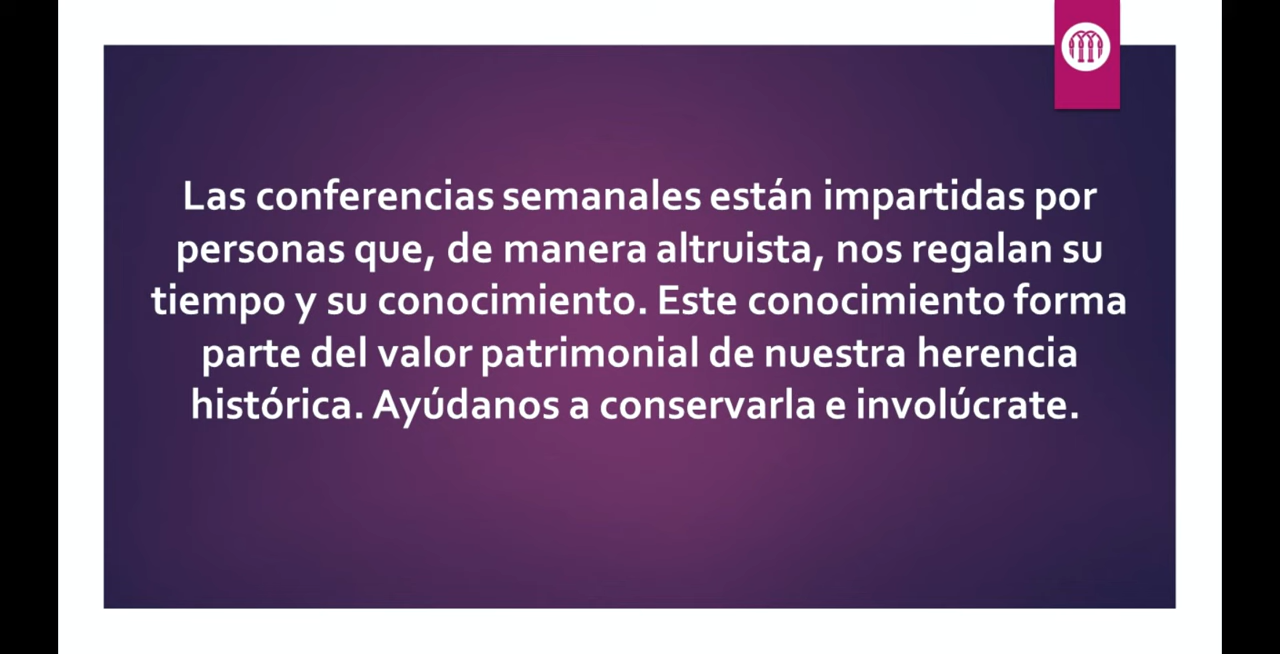 Las conferencias semanales están impartidas por
personas que, de manera altruista, nos regalan su
tiempo y su conocimiento. Este conocimiento forma
parte del valor patrimonial de nuestra herencia
histórica. Ayúdanos a conservarla e involúcrate.